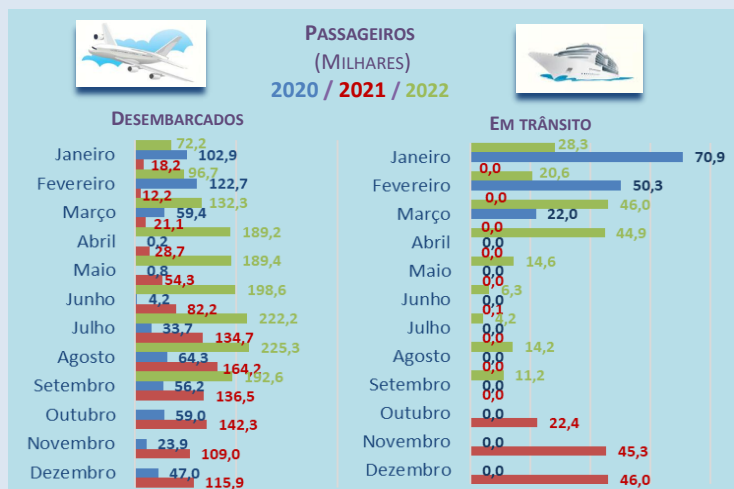 PASSAGEIROS
(MILHARES)
2020 / 2021 / 2022
DESEMBARCADOS
72,2
Janeiro 102,9
18,2
96,7
Fevereiro 122,7
12,2
132,3
Março 59,4
21,1
189,2
Abril 0,2
28,7
189,4
Maio 0,8
54,3
198,6
Junho 4,2
82,2
222,2
Julho 33,7
134,7
225,3
Agosto 64,3
164,2
192,6
Setembro 56,2
136,5
Outubro 59,0
142,3
Novembro 23,9
109,0
Dezembro 47,0
115,9
EM TRÂNSITO
28,3
Janeiro 70,9
0,0
20,6
Fevereiro 50,3
0,0
46,0
Março 22,0
0,0
44,9
Abril 0,0
0,0
14,6
Maio 0,0
0,0
6,3
Junho 0,0
0,1
4,2
Julho 0,0
0,0
14,2
Agosto 0,0
0,0
11,2
Setembro 0,0
0,0
Outubro 0,0
22,4
Novembro 0,0
45,3
Dezembro 0,0
46,0